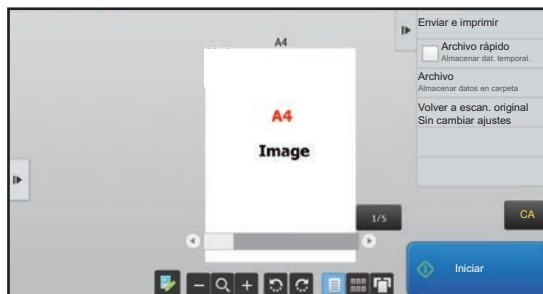 A4
A4
Image
1/5
Enviar e imprimir
Archivo rápido
Almacenar dat. temporal.
Archivo
Almacenar datos en carpeta
Volver a escan. original
Sin cambiar ajustes
CA
Iniciar